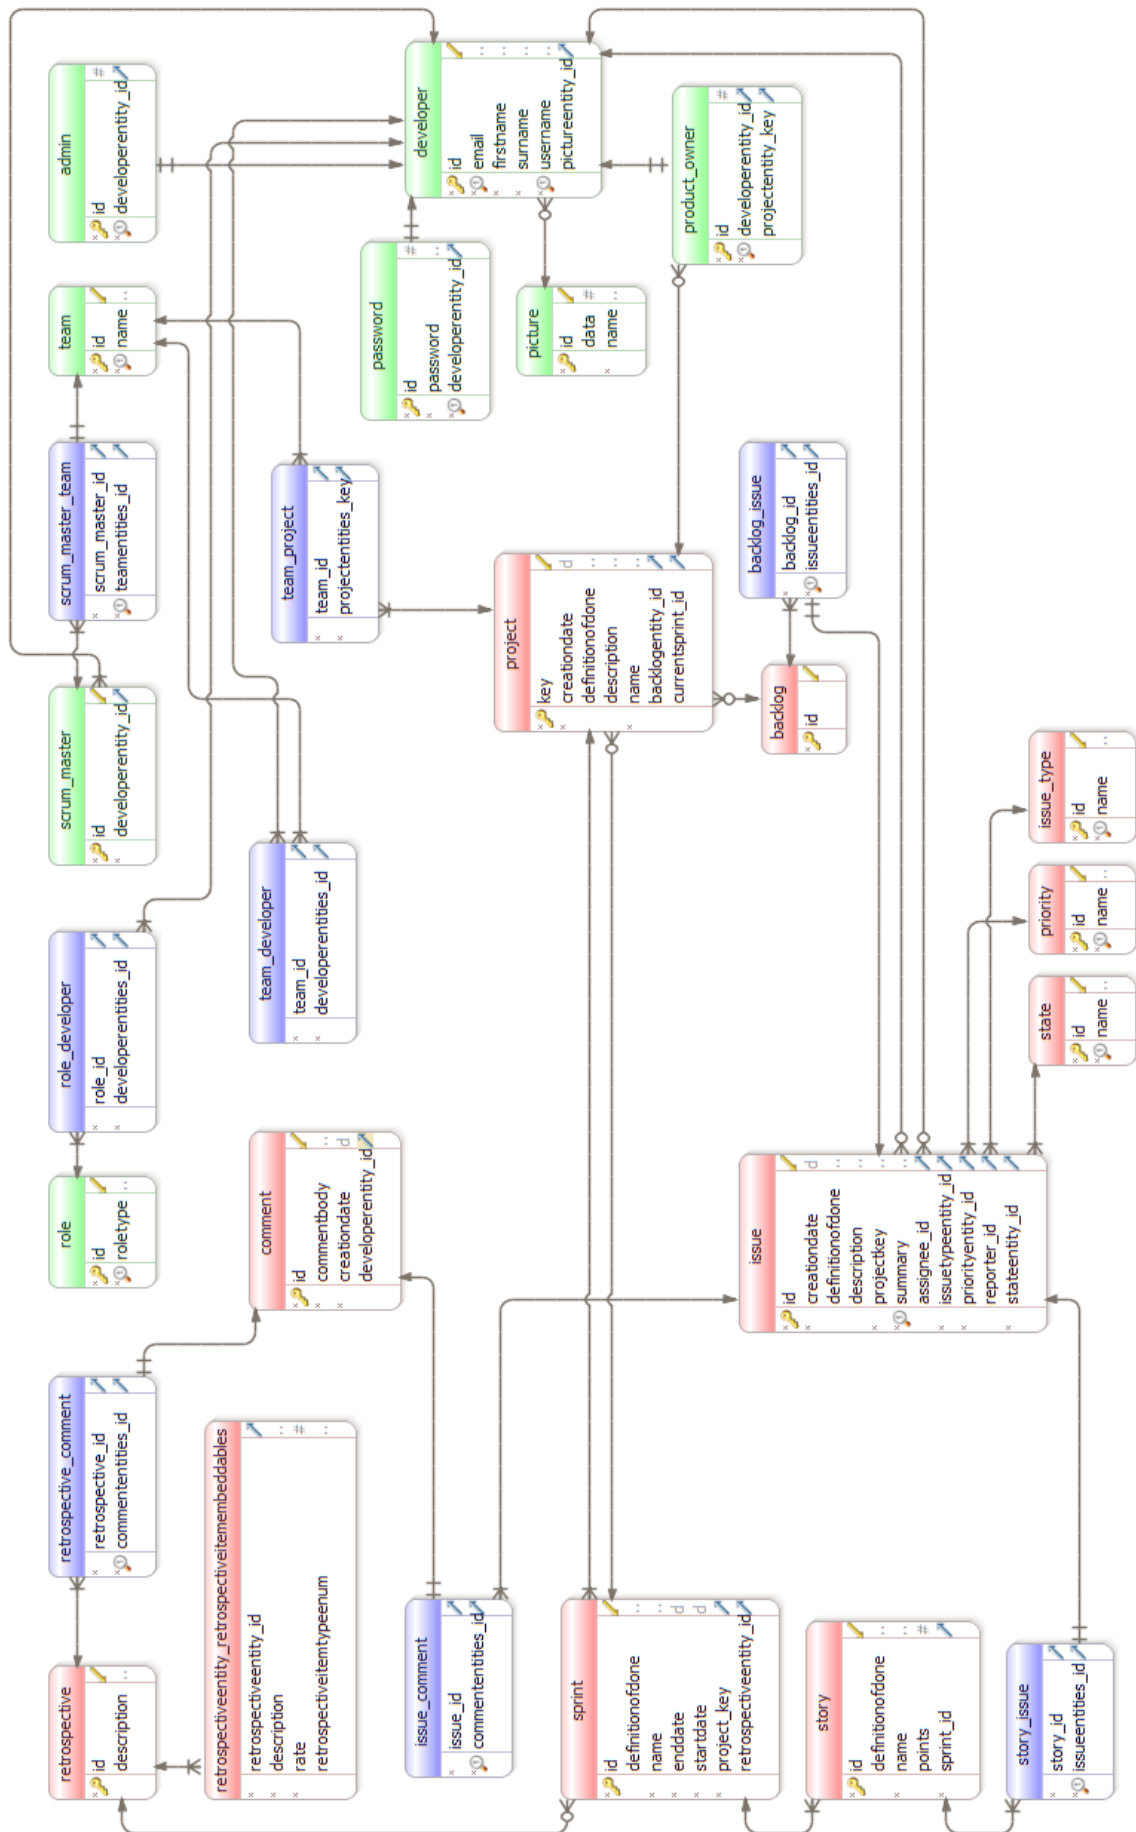 retrospective
id
description
retrospective_comment
retrospective_id
commententities_id
role
id
roletype
role_developer
role_id
developerentities_id
scrum_master
id
developerentity_id
scrum_master_team
scrum_master_id
teamentities_id
team
id
name
admin
id
developerentity_id
retrospectiveentity_retrospectiveitemembeddables
retrospectiveentity_id
description
rate
retrospectiveitemtypeenum
comment
id
commentbody
creationdate
developerentity_id
team_developer
team_id
developerentities_id
team_project
team_id
projectentities_key
password
id
password
developerentity_id
developer
id
email
firstname
surname
username
pictureentity_id
issue_comment
issue_id
commententities_id
project
key
creationdate
definitionofdone
description
name
backlogentity_id
currentsprint_id
picture
id
data
name
sprint
id
definitionofdone
name
enddate
startdate
project_key
retrospectiveentity_id
product_owner
id
developerentity_id
projectentity_key
issue
id
creationdate
definitionofdone
description
projectkey
summary
assignee_id
issuetypeentity_id
priorityentity_id
reporter_id
stateentity_id
backlog
id
backlog_issue
backlog_id
issueentities_id
story
id
definitionofdone
name
points
sprint_id
story_issue
story_id
issueentities_id
state
id
name
priority
id
name
issue_type
id
name